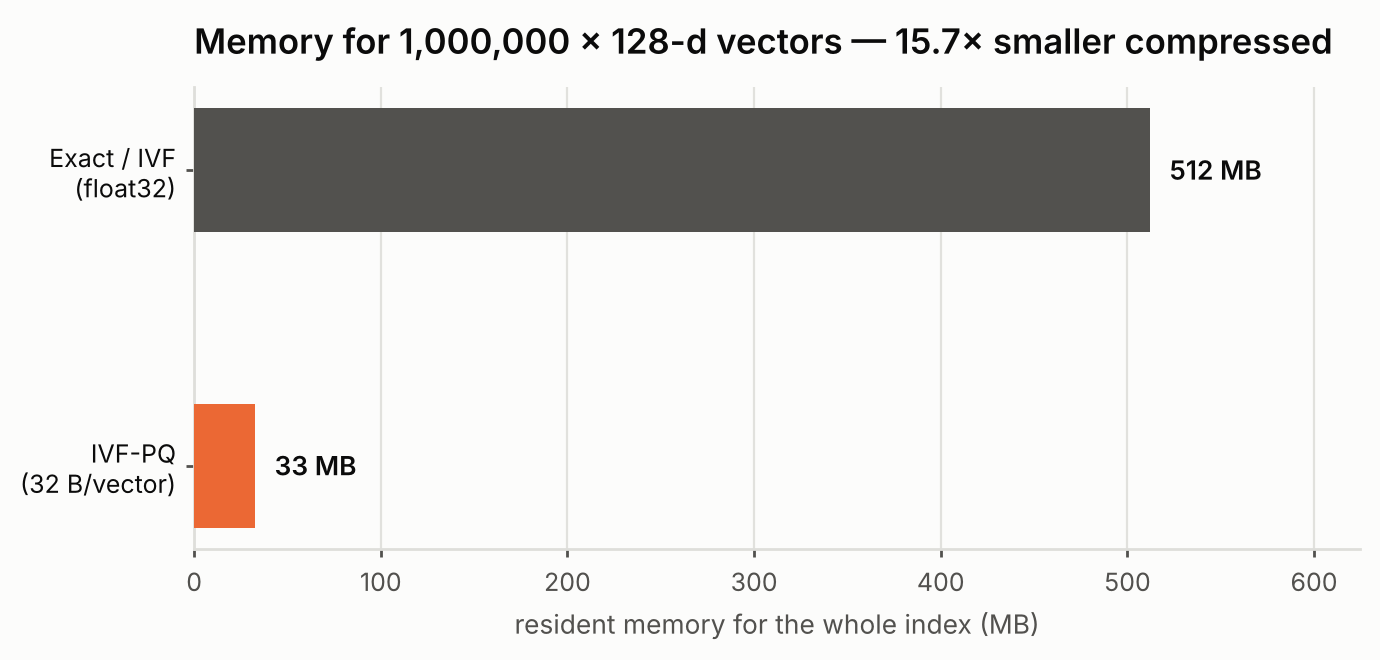 Memory for 1,000,000 × 128-d vectors — 15.7× smaller compressed
Exact / IVF
(float32)
512 MB
IVF-PQ
(32 B/vector)
33 MB
0 100 200 300 400 500 600
resident memory for the whole index (MB)